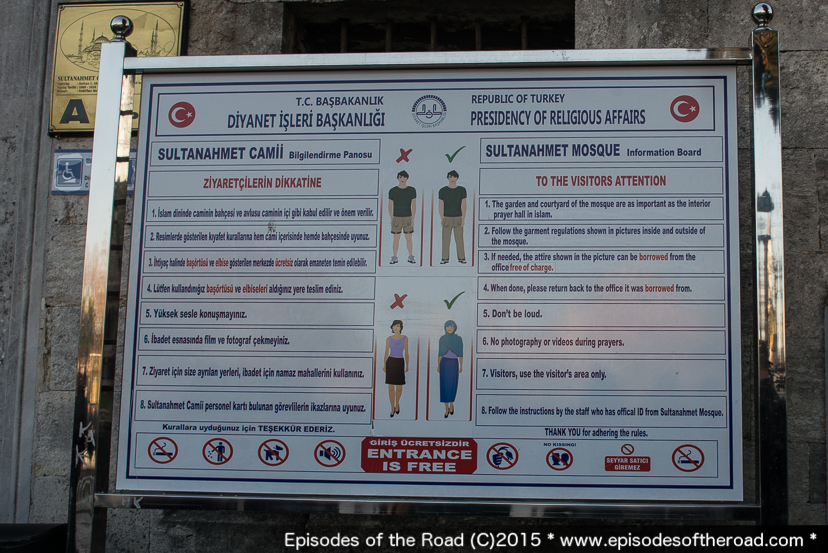 SULTANAHMET CAMİİ
A
T.C. BAŞBAKANLIK
DİYANET İŞLERİ BAŞKANLIĞI
REPUBLIC OF TURKEY
PRESIDENCY OF RELIGIOUS AFFAIRS
SULTANAHMET CAMİİ Bilgilendirme Panosu
ZİYARETÇİLERİN DİKKATİNE
1. İslam dininde caminin bahçesi ve avlusu caminin içi gibi kabul edilir ve önem verilir.
2. Resimlerde gösterilen kıyafet kurallarına hem cami içerisinde hemde bahçesinde uyunuz.
3. İhtiyaç halinde başörtüsü ve elbise gösterilen merkezde ücretsiz olarak emaneten temin edilebilir.
4. Lütfen kullandığınız başörtüsü ve elbiseleri aldığınız yere teslim ediniz.
5. Yüksek sesle konuşmayınız.
6. İbadet esnasında film ve fotograf çekmeyiniz.
7. Ziyaret için size ayrılan yerleri, ibadet için namaz mahallerini kullanınız.
8. Sultanahmet Camii personel kartı bulunan görevlilerin ikazlarına uyunuz.
Kurallara uyduğunuz için TEŞEKKÜR EDERİZ.
SULTANAHMET MOSQUE Information Board
TO THE VISITORS ATTENTION
1. The garden and courtyard of the mosque are as important as the interior
prayer hall in islam.
2. Follow the garment regulations shown in pictures inside and outside of
the mosque.
3. If needed, the attire shown in the picture can be borrowed from the
office free of charge.
4. When done, please return back to the office it was borrowed from.
5. Don't be loud.
6. No photography or videos during prayers.
7. Visitors, use the visitor's area only.
8. Follow the instructions by the staff who has offical ID from Sultanahmet Mosque.
THANK YOU for adhering the rules.
GİRİŞ ÜCRETSİZDİR
ENTRANCE
IS FREE
NO KISSING!
SEYYAR SATICI
GİREMEZ
Episodes of the Road (C)2015 * www.episodesoftheroad.com *